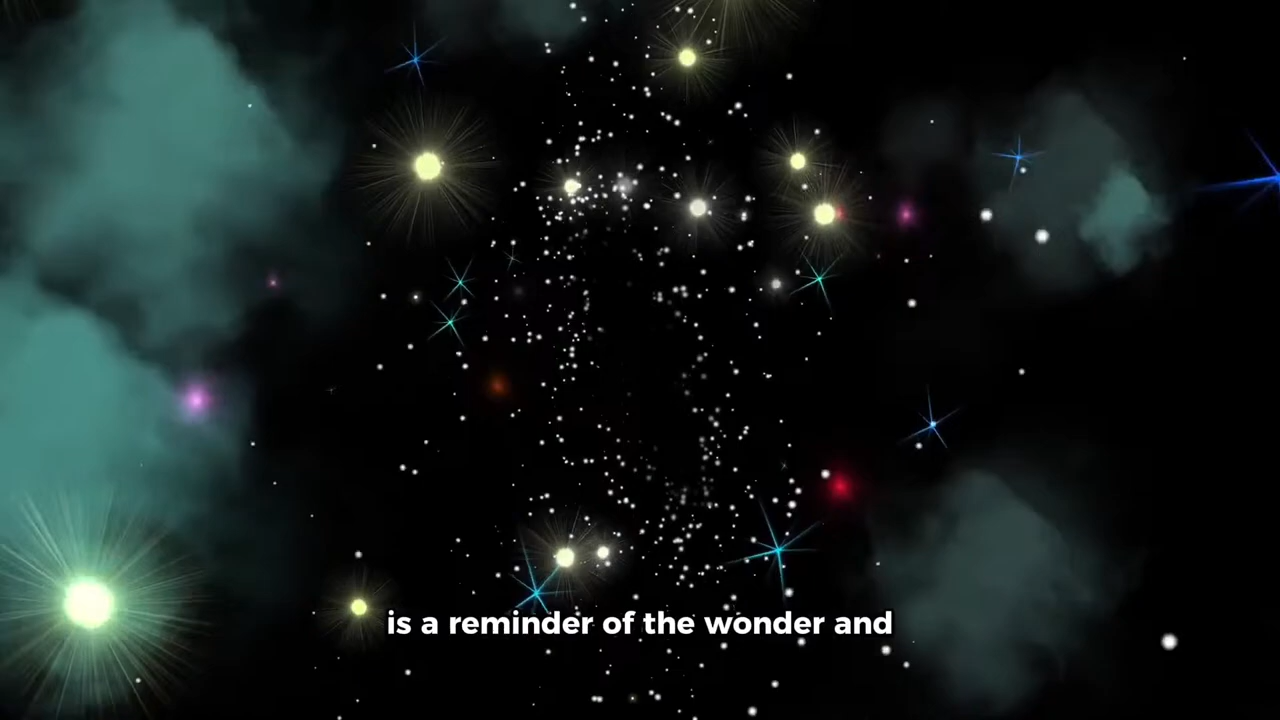 is a reminder of the wonder and